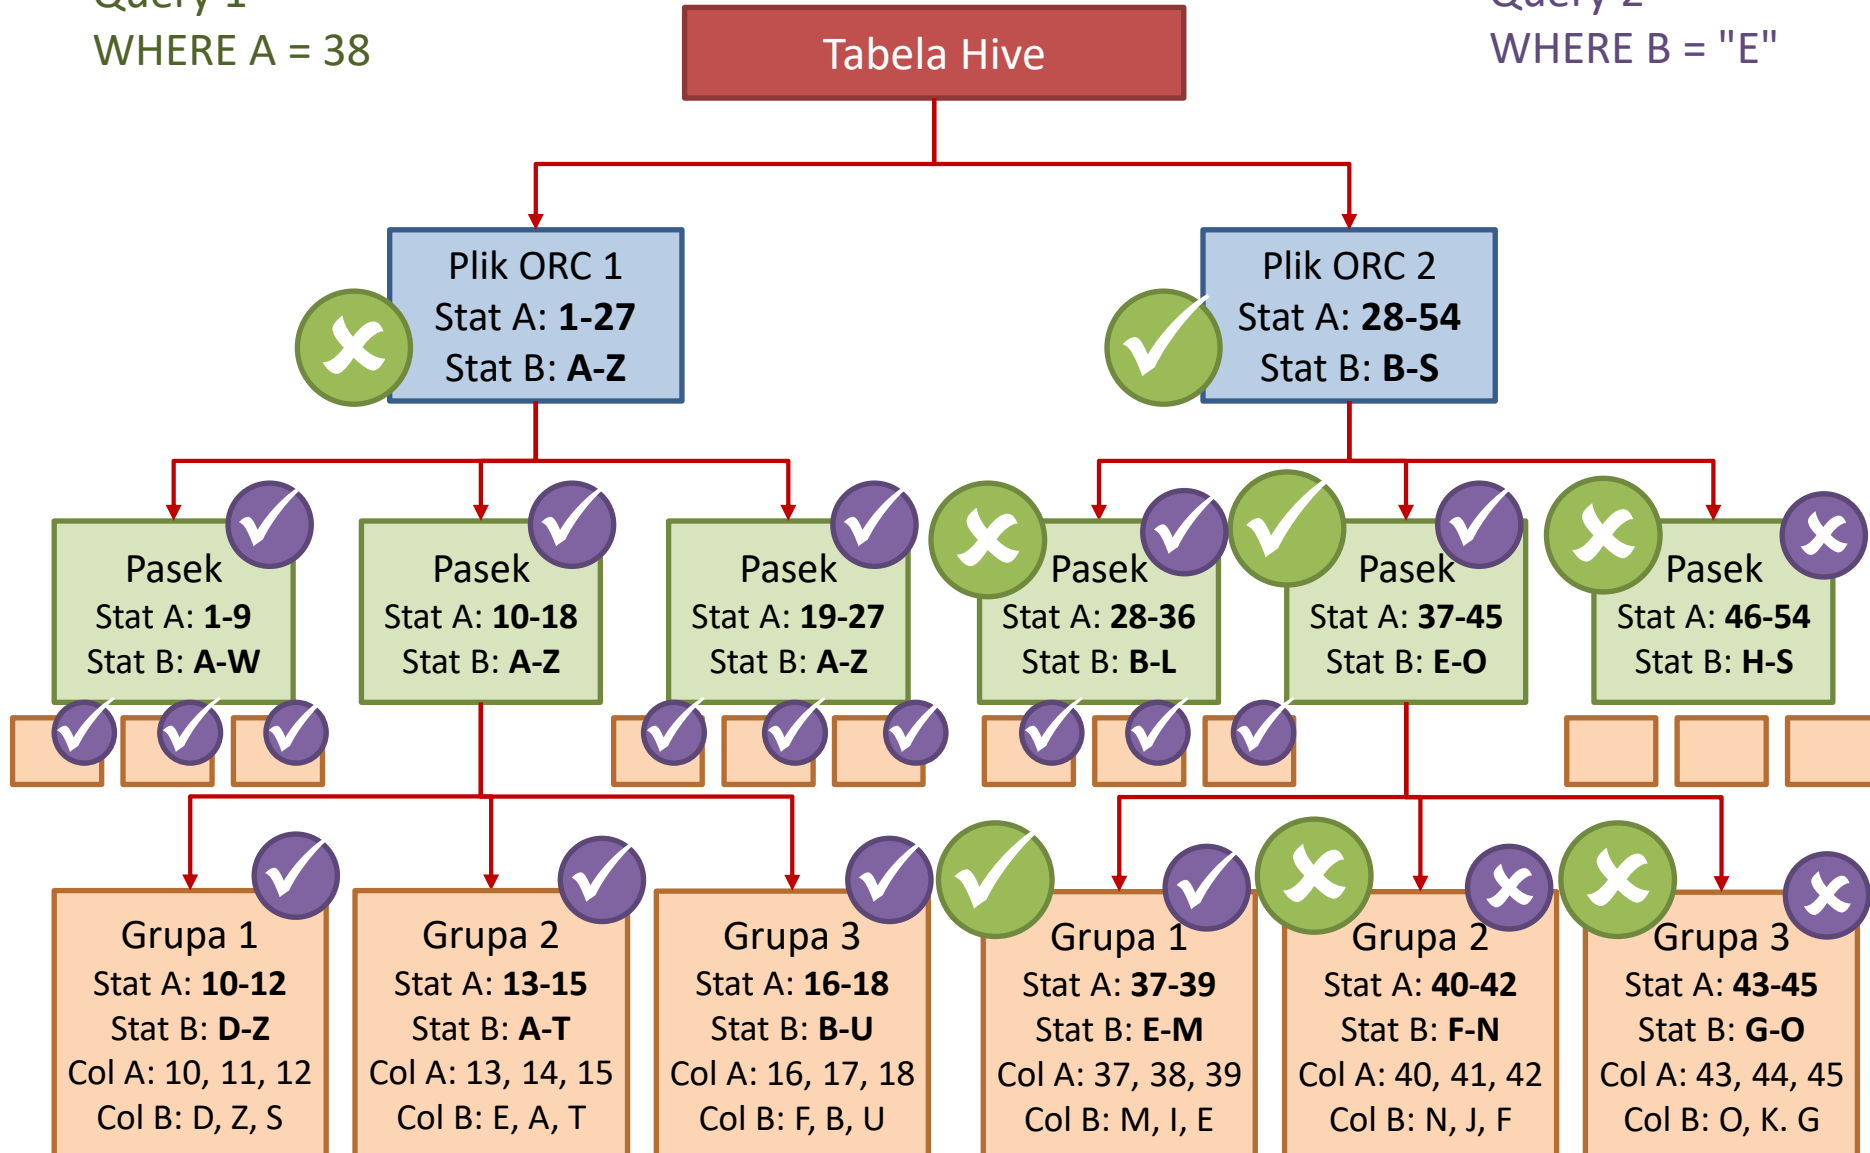 Query 1
WHERE A = 38
Query 2
WHERE B = "E"
Tabela Hive
Plik ORC 1
Stat A: 1-27
Stat B: A-Z
Plik ORC 2
Stat A: 28-54
Stat B: B-S
Pasek
Stat A: 1-9
Stat B: A-W
Pasek
Stat A: 10-18
Stat B: A-Z
Pasek
Stat A: 19-27
Stat B: A-Z
Pasek
Stat A: 28-36
Stat B: B-L
Pasek
Stat A: 37-45
Stat B: E-O
Pasek
Stat A: 46-54
Stat B: H-S
Grupa 1
Stat A: 10-12
Stat B: D-Z
Col A: 10, 11, 12
Col B: D, Z, S
Grupa 2
Stat A: 13-15
Stat B: A-T
Col A: 13, 14, 15
Col B: E, A, T
Grupa 3
Stat A: 16-18
Stat B: B-U
Col A: 16, 17, 18
Col B: F, B, U
Grupa 1
Stat A: 37-39
Stat B: E-M
Col A: 37, 38, 39
Col B: M, I, E
Grupa 2
Stat A: 40-42
Stat B: F-N
Col A: 40, 41, 42
Col B: N, J, F
Grupa 3
Stat A: 43-45
Stat B: G-O
Col A: 43, 44, 45
Col B: O, K. G